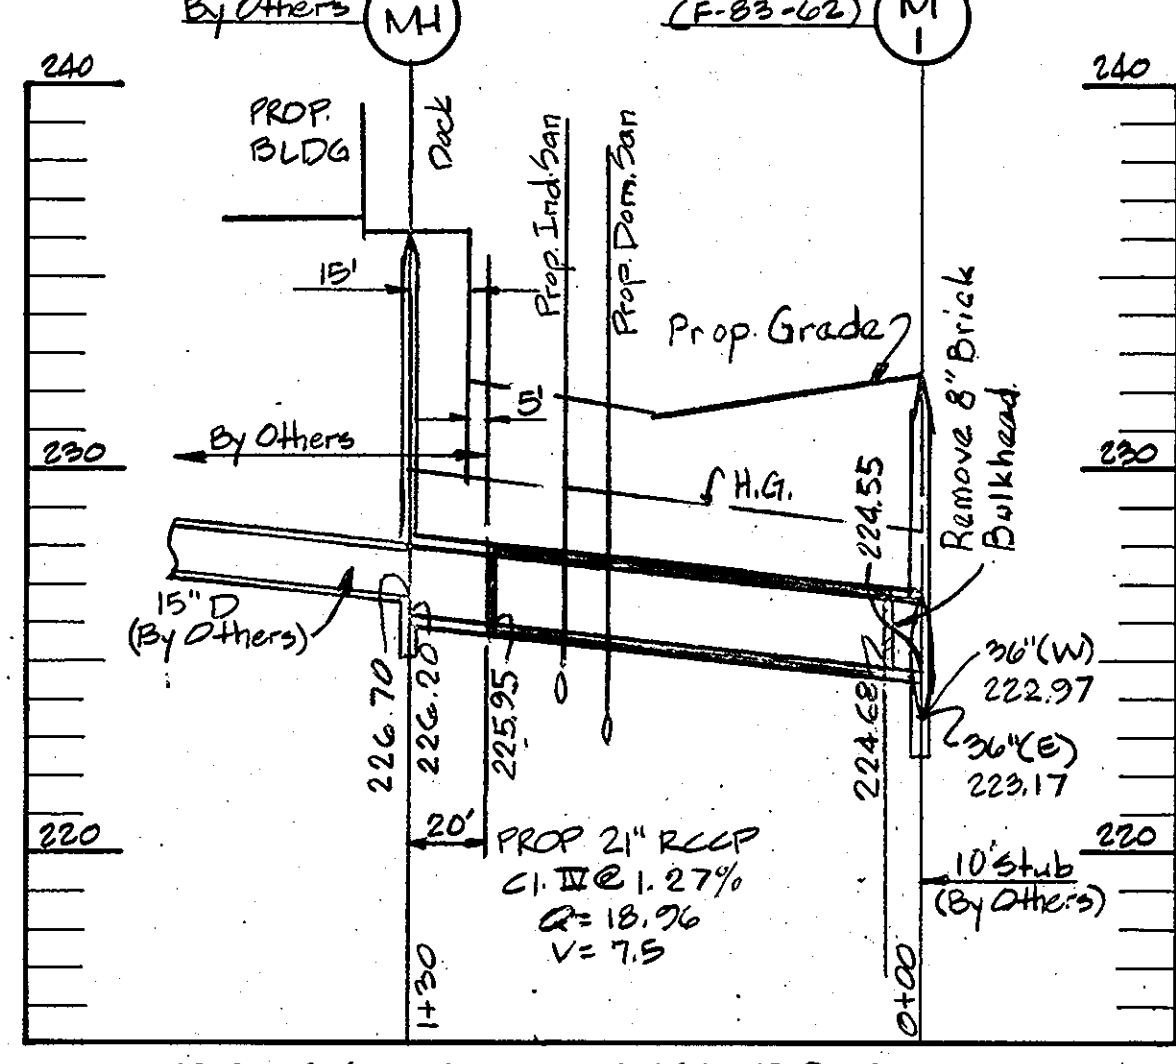 By Others
MH
(F-83-62)
M
1
240
240
PROP.
BLDG
Dock
Prop. Ind. San
Prop. Dom. San
15'
Prop. Grade
Remove 8" Brick
Bulkhead.
5'
By Others
230
230
H.G.
224.55
15" D
(By Others)
226.70
226.20
225.95
224.68
36"(W)
222.97
36"(E)
223.17
220
220
20'
PROP 21" RCCP
Cl. IV @ 1.27%
Q= 18.96
V= 7.5
10' Stub
(By Others)
1+30
0+00